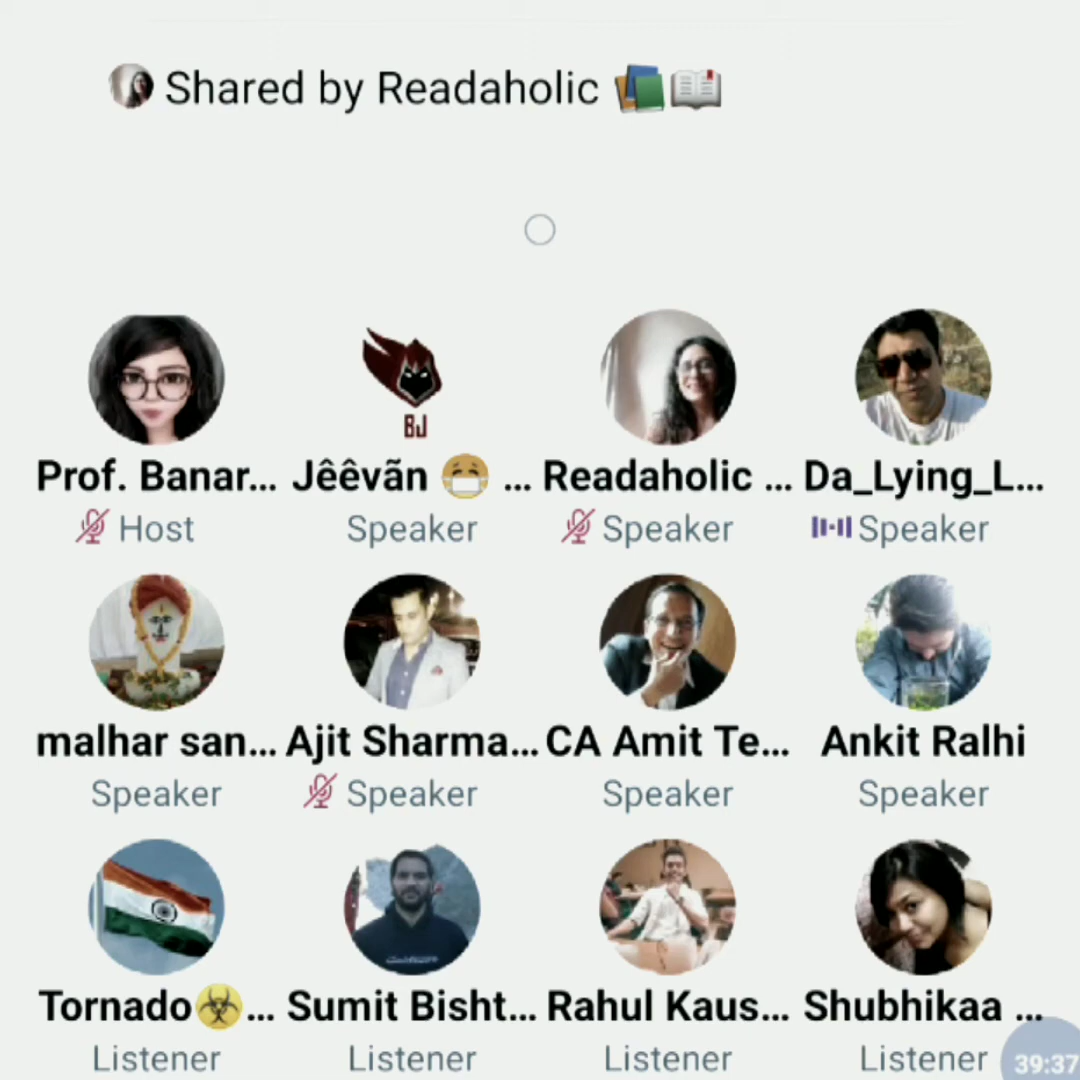 Shared by Readaholic 📚📖
Prof. Banar... Jêêvãn 😷 ... Readaholic ... Da_Lying_L...
Host Speaker Speaker Speaker
malhar san... Ajit Sharma... CA Amit Te... Ankit Ralhi
Speaker Speaker Speaker Speaker
Tornado☣... Sumit Bisht... Rahul Kaus... Shubhikaa ...
Listener Listener Listener Listener
BJ
39:37